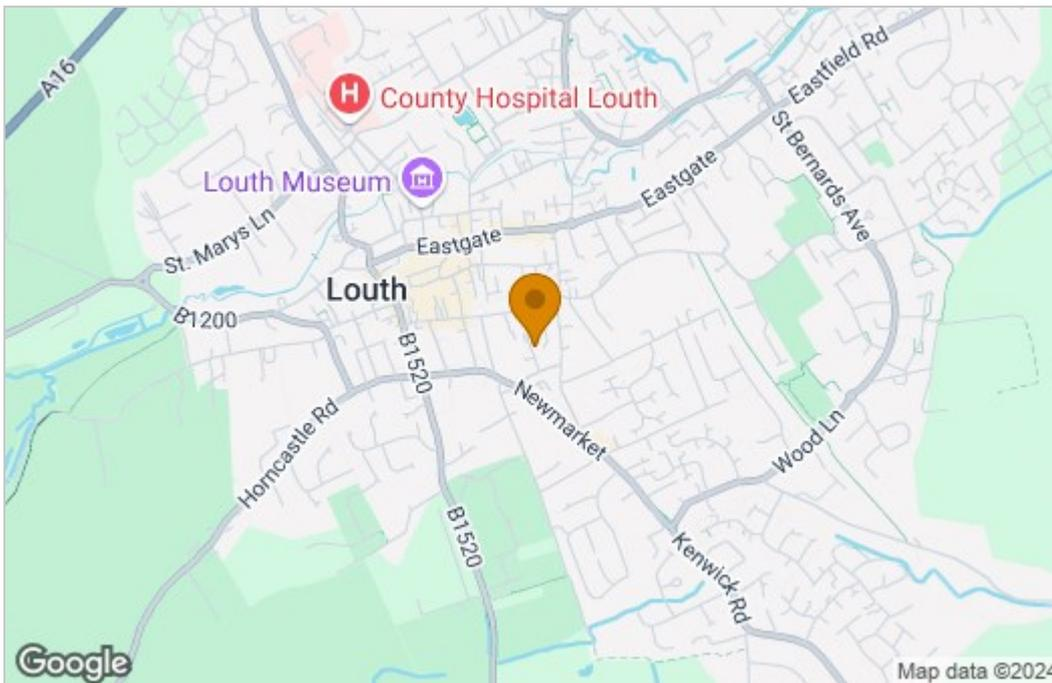 A16
Eastfield Rd
H
County Hospital Louth
St Bernards Ave
Louth Museum
Eastgate
St. Marys Ln
Eastgate
Louth
B1200
B1520
Newmarket
Horncastle Rd
Wood Ln
B1520
Kenwick Rd
Google
Map data ©2024